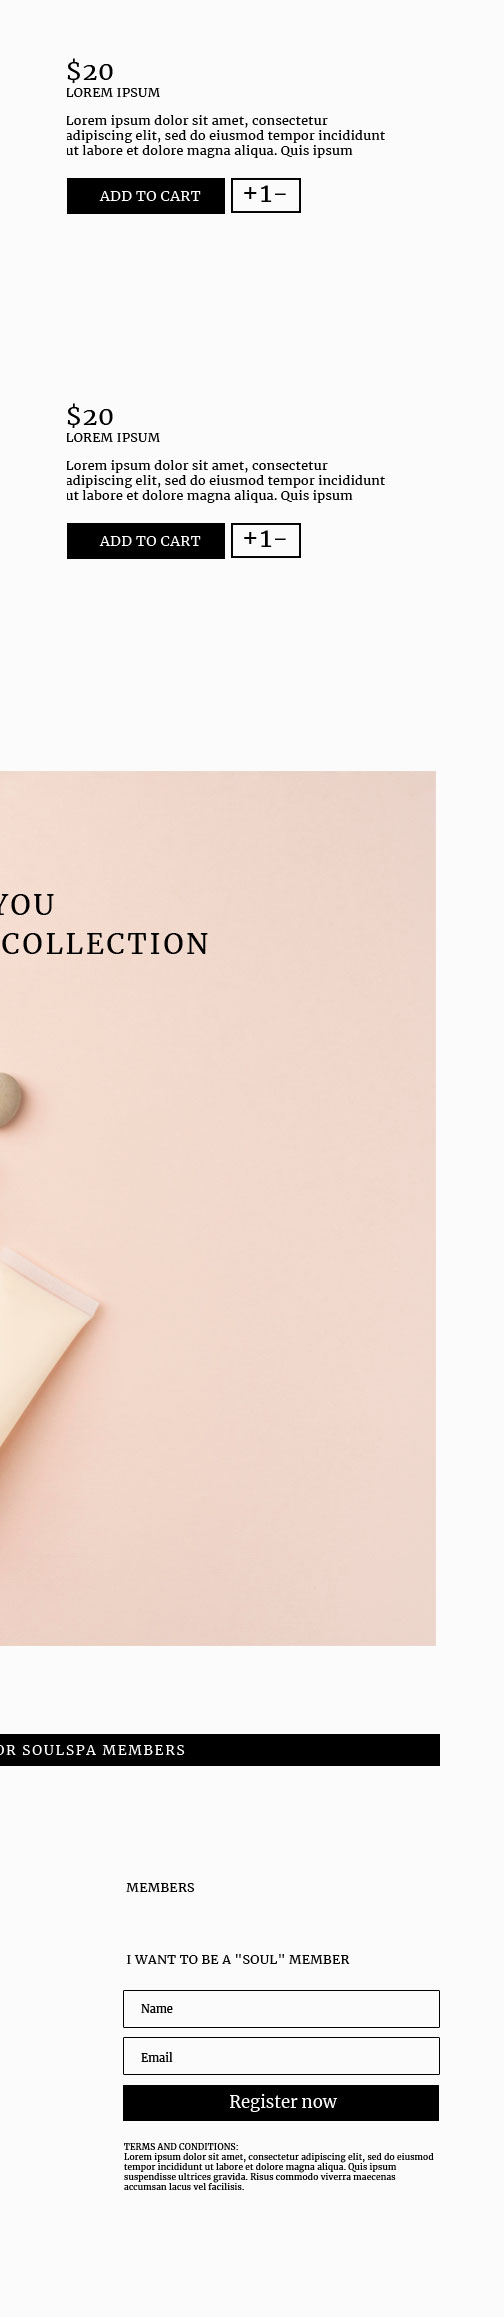 $20
LOREM IPSUM
Lorem ipsum dolor sit amet, consectetur
adipiscing elit, sed do eiusmod tempor incididunt
ut labore et dolore magna aliqua. Quis ipsum
ADD TO CART +1−
$20
LOREM IPSUM
Lorem ipsum dolor sit amet, consectetur
adipiscing elit, sed do eiusmod tempor incididunt
ut labore et dolore magna aliqua. Quis ipsum
ADD TO CART +1−
YOU
COLLECTION
OR SOULSPA MEMBERS
MEMBERS
I WANT TO BE A "SOUL" MEMBER
Name
Email
Register now
TERMS AND CONDITIONS:
Lorem ipsum dolor sit amet, consectetur adipiscing elit, sed do eiusmod
tempor incididunt ut labore et dolore magna aliqua. Quis ipsum
suspendisse ultrices gravida. Risus commodo viverra maecenas
accumsan lacus vel facilisis.